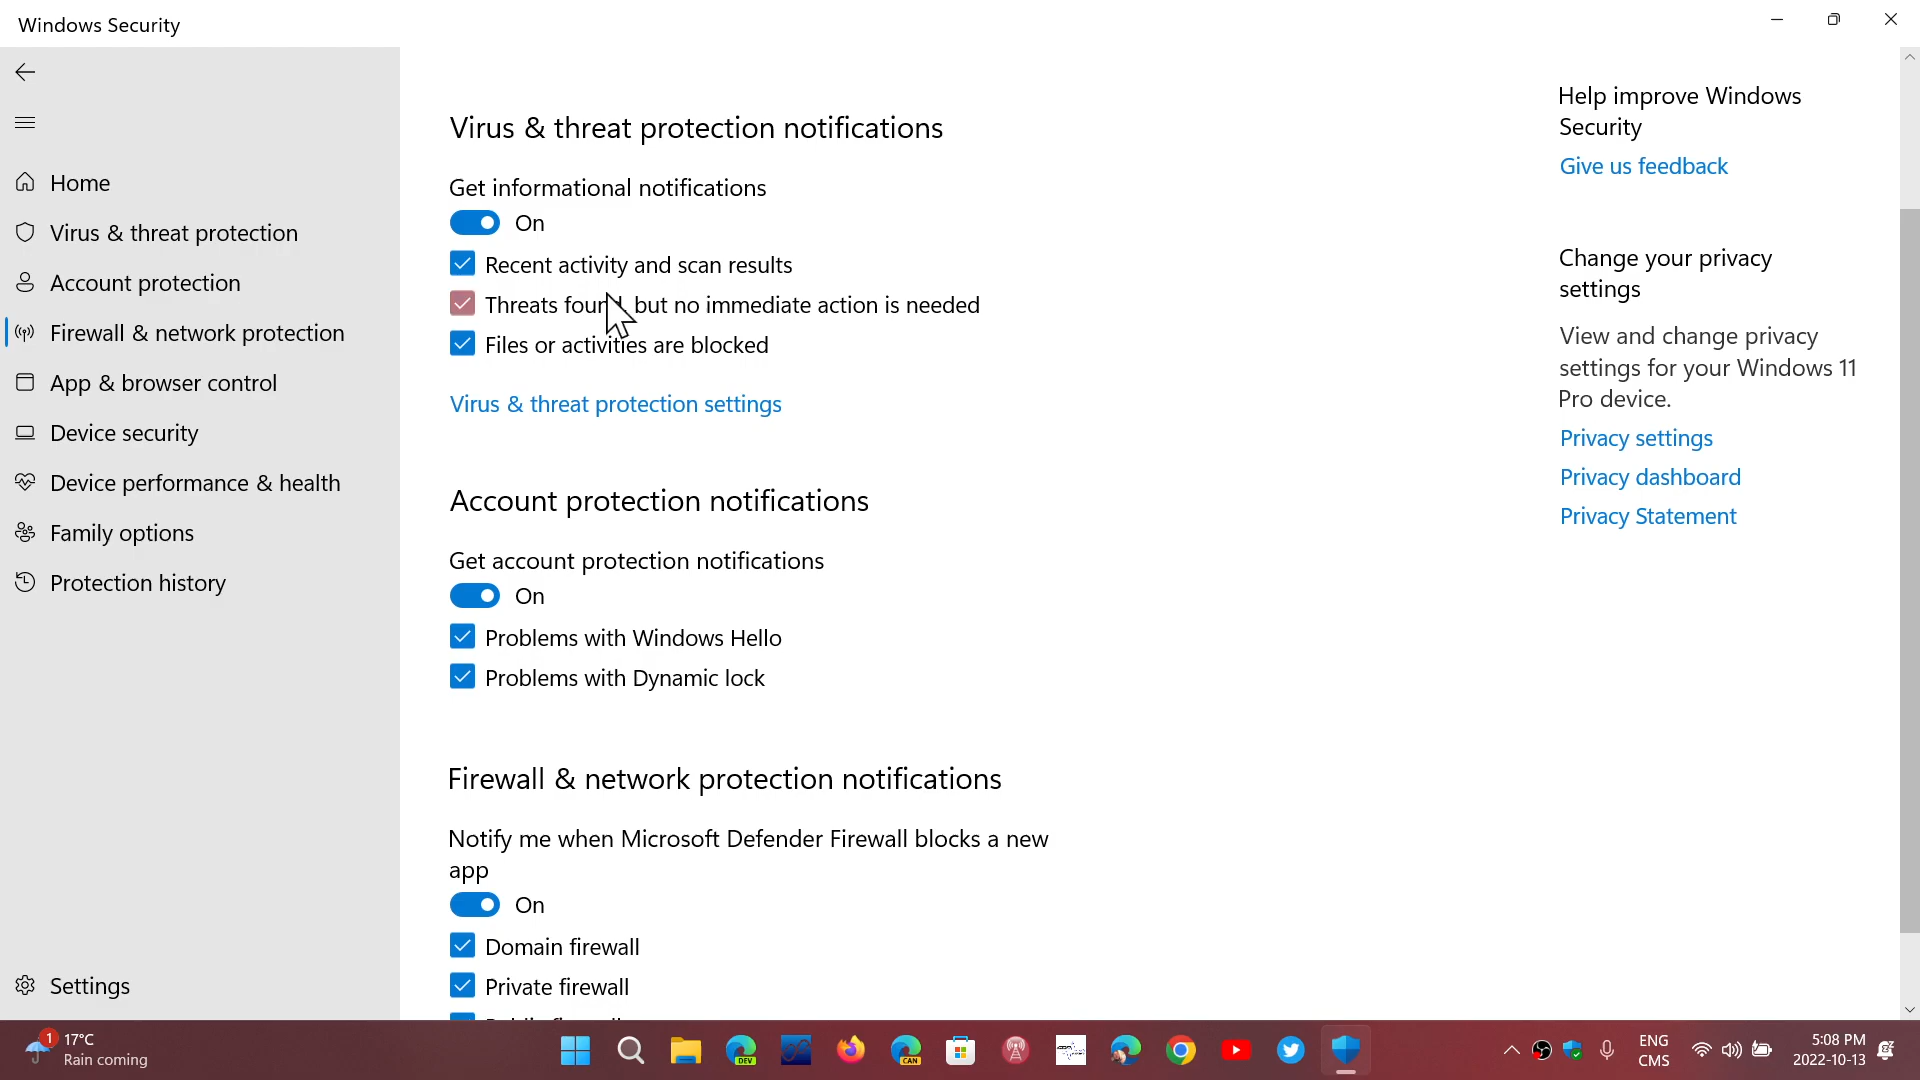 Windows Security
Home
Virus & threat protection
Account protection
Firewall & network protection
App & browser control
Device security
Device performance & health
Family options
Protection history
Settings
Virus & threat protection notifications
Get informational notifications
On
Recent activity and scan results
Threats found, but no immediate action is needed
Files or activities are blocked
Virus & threat protection settings
Account protection notifications
Get account protection notifications
On
Problems with Windows Hello
Problems with Dynamic lock
Firewall & network protection notifications
Notify me when Microsoft Defender Firewall blocks a new
app
On
Domain firewall
Private firewall
Help improve Windows
Security
Give us feedback
Change your privacy
settings
View and change privacy
settings for your Windows 11
Pro device.
Privacy settings
Privacy dashboard
Privacy Statement
1
17°C
Rain coming
DEV
CAN
ENG
CMS
5:08 PM
2022-10-13